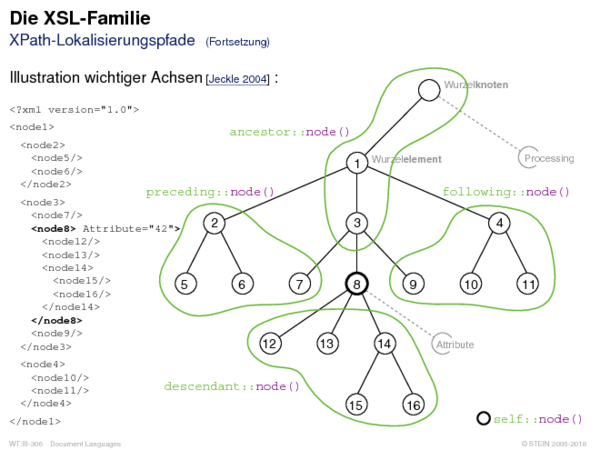 Die XSL-Familie
XPath-Lokalisierungspfade (Fortsetzung)
Illustration wichtiger Achsen [Jeckle 2004] :
<?xml version="1.0">
<node1>
<node2>
<node5/>
<node6/>
</node2>
<node3>
<node7/>
<node8> Attribute="42">
<node12/>
<node13/>
<node14>
<node15/>
<node16/>
</node14>
</node8>
<node9/>
</node3>
<node4>
<node10/>
<node11/>
</node4>
</node1>
Wurzelknoten
ancestor::node()
Processing
1 Wurzelelement
preceding::node()
following::node()
2 3 4
5 6 7 8 9 10 11
12 13 14 Attribute
descendant::node()
15 16
self::node()
WT:III-306 Document Languages
© STEIN 2005-2018